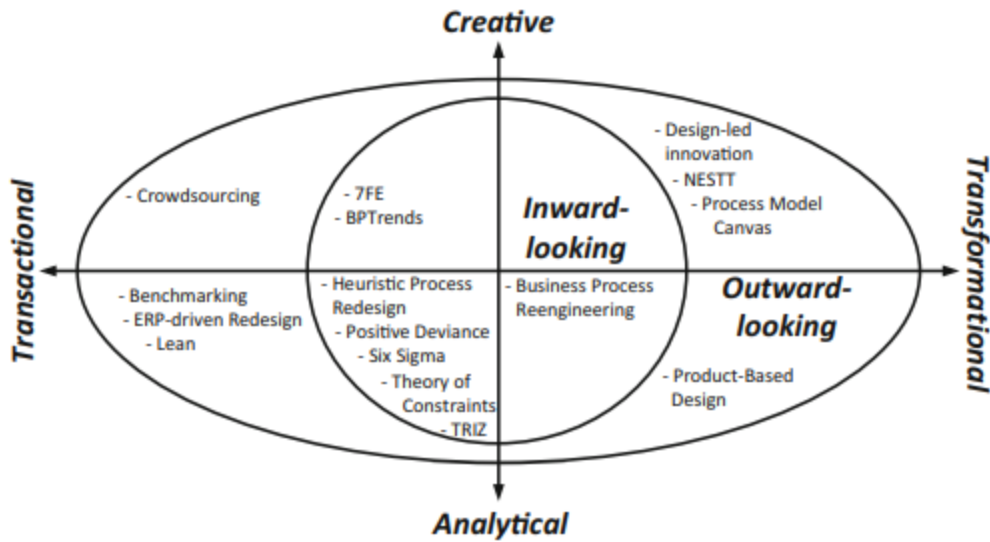 Creative
Transactional
Transformational
- Crowdsourcing
- 7FE
- BPTrends
Inward-
looking
- Design-led
innovation
- NESTT
- Process Model
Canvas
- Benchmarking
- ERP-driven Redesign
- Lean
- Heuristic Process
Redesign
- Positive Deviance
- Six Sigma
- Theory of
Constraints
- TRIZ
- Business Process
Reengineering
Outward-
looking
- Product-Based
Design
Analytical